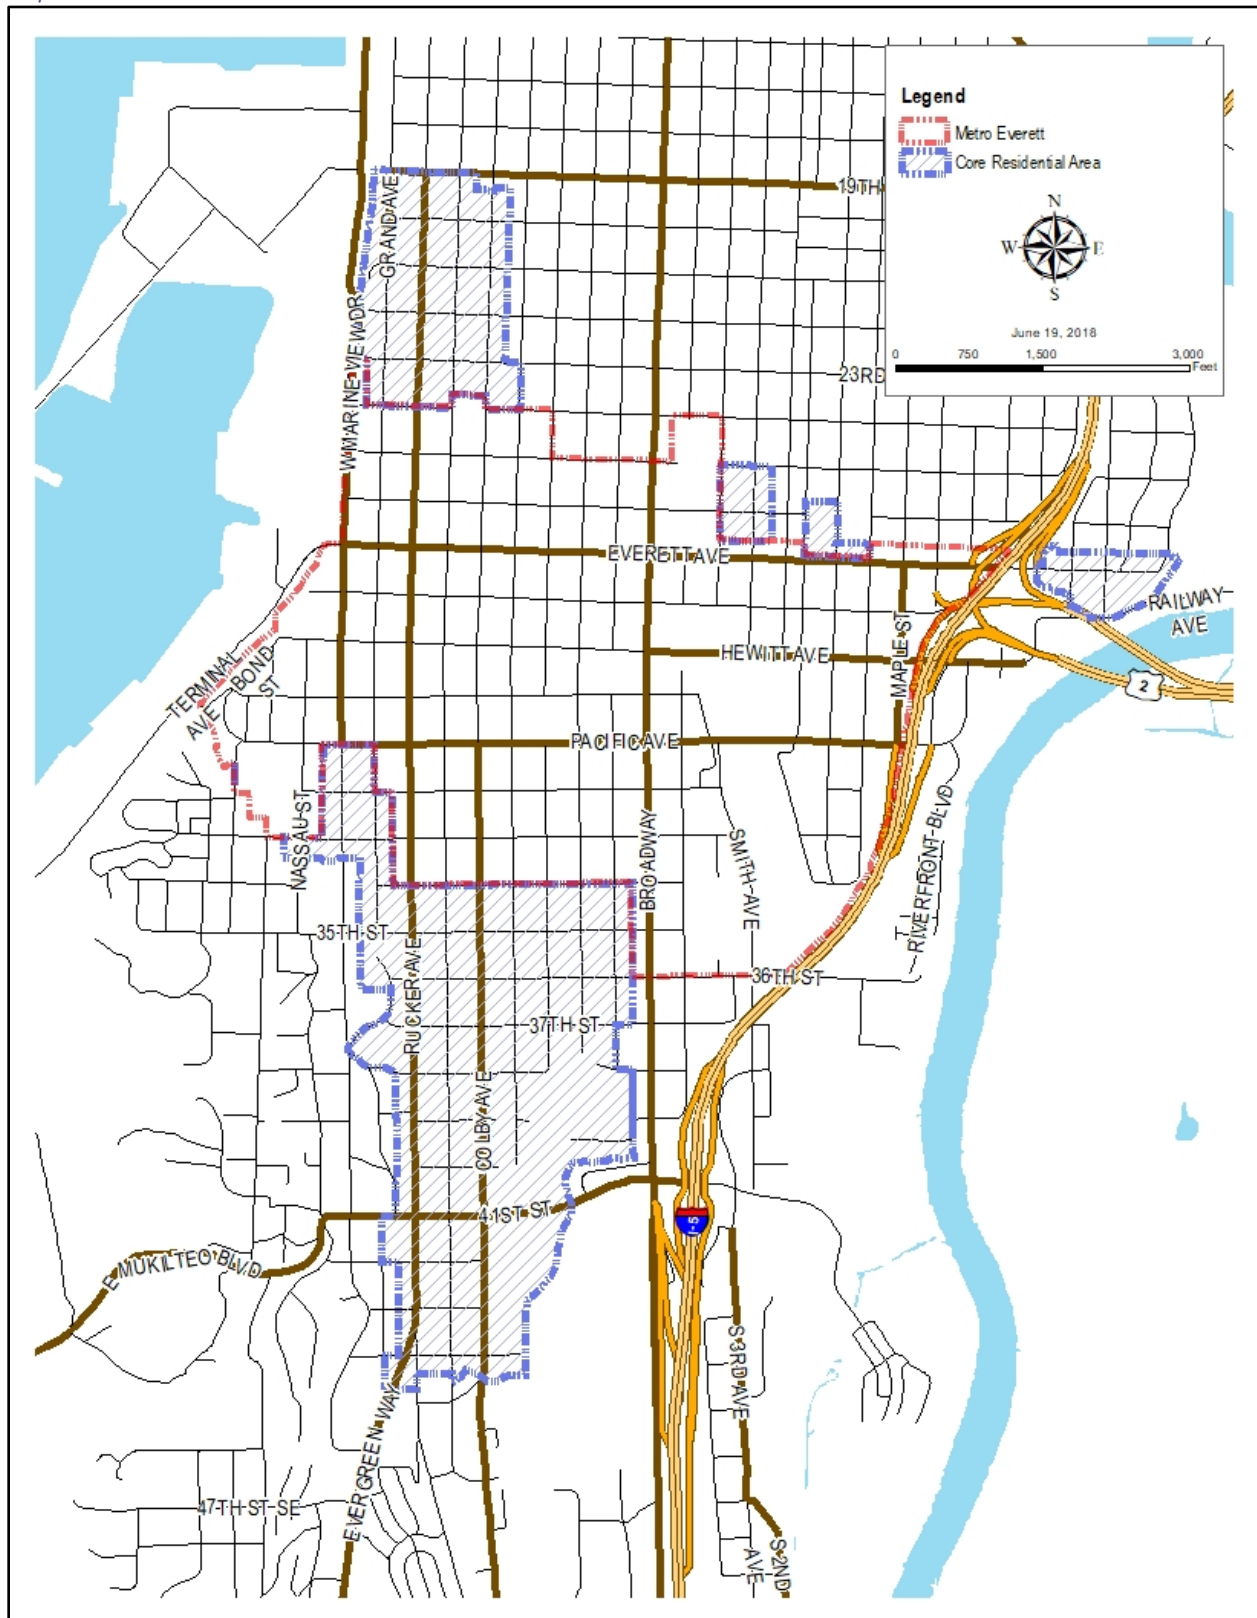 Legend
Metro Everett
Core Residential Area
N
W
E
S
June 19, 2018
0 750 1,500 3,000
Feet
19TH
GRAND AVE
W MARINE VIEW DR
23RD
EVERETT AVE
RAILWAY
AVE
MAPLE ST
HEWITT AVE
2
TERMINAL
AVE
BOND
ST
PACIFIC AVE
NASSAU ST
BROADWAY
SMITH AVE
RIVERFRONT BLVD
35TH ST
36TH ST
RUCKER AVE
37TH ST
COLBY AVE
41ST ST
I-5
E MUKILTEO BLVD
S 3RD AVE
EVERGREEN WAY
47TH ST SE
S 2ND
AVE